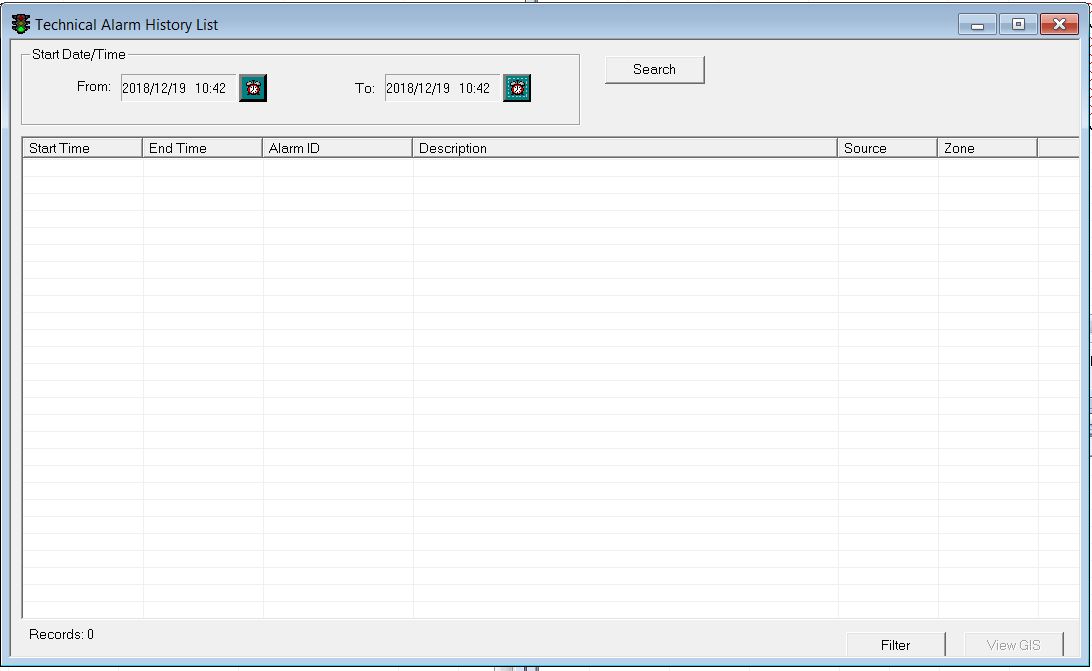 Technical Alarm History List
Start Date/Time
From: 2018/12/19 10:42 To: 2018/12/19 10:42 Search
Start Time End Time Alarm ID Description Source Zone
Records: 0
Filter View GIS